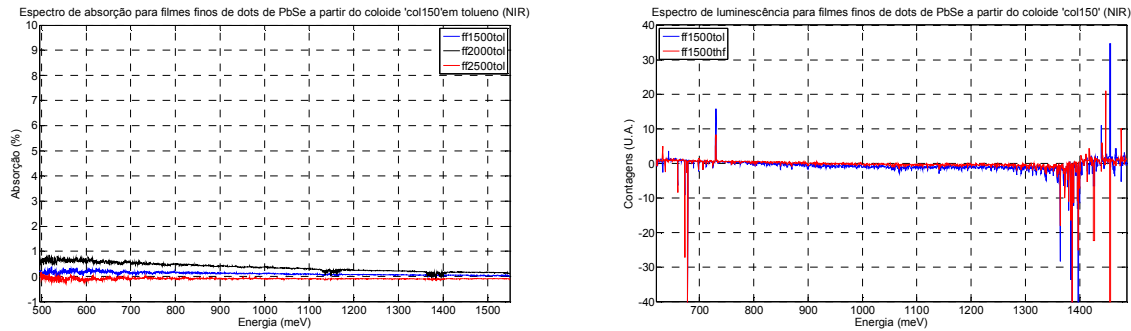 Espectro de absorção para filmes finos de dots de PbSe a partir do coloide 'col150'em tolueno (NIR)
10
9
8
7
6
5
4
3
2
1
0
-1
Absorção (%)
ff1500tol
ff2000tol
ff2500tol
500 600 700 800 900 1000 1100 1200 1300 1400 1500
Energia (meV)
Espectro de luminescência para filmes finos de dots de PbSe a partir do coloide 'col150' (NIR)
40
30
20
10
0
-10
-20
-30
-40
Contagens (U.A.)
ff1500tol
ff1500thf
700 800 900 1000 1100 1200 1300 1400
Energia (meV)